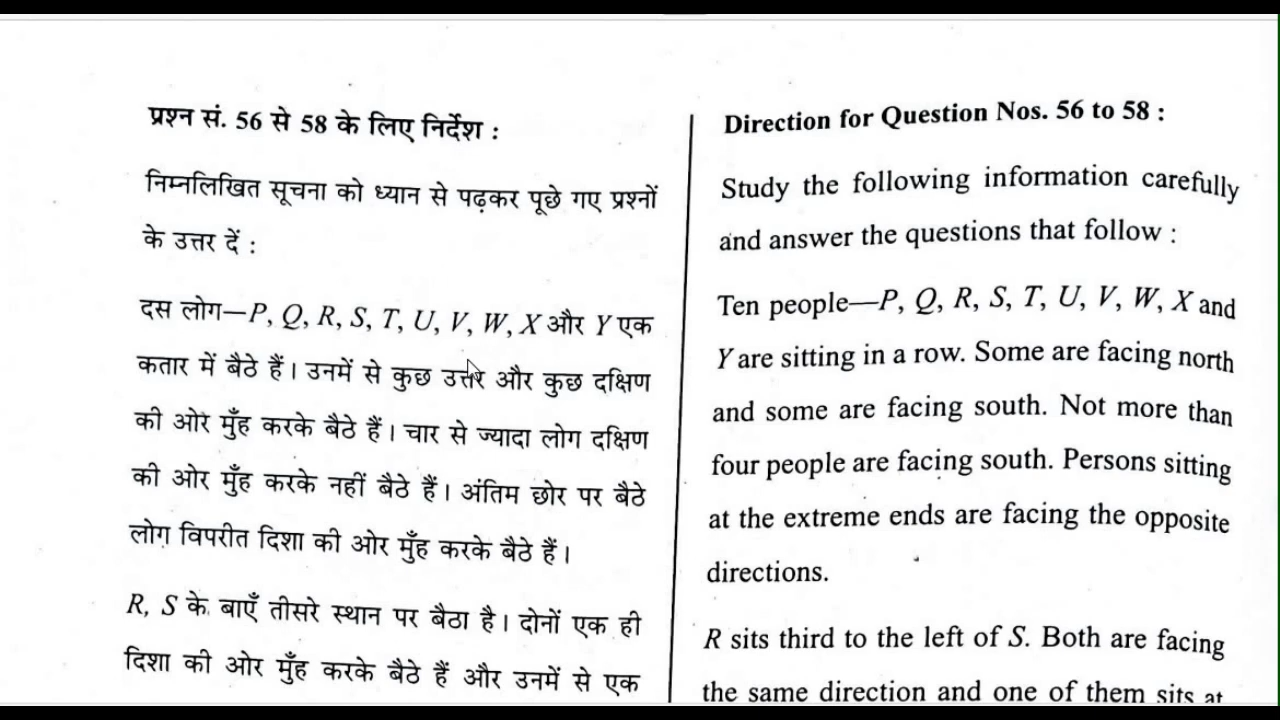 प्रश्न सं. 56 से 58 के लिए निर्देश :
निम्नलिखित सूचना को ध्यान से पढ़कर पूछे गए प्रश्नों
के उत्तर दें :
दस लोग—P, Q, R, S, T, U, V, W, X और Y एक
कतार में बैठे हैं। उनमें से कुछ उत्तर और कुछ दक्षिण
की ओर मुँह करके बैठे हैं। चार से ज्यादा लोग दक्षिण
की ओर मुँह करके नहीं बैठे हैं। अंतिम छोर पर बैठे
लोग विपरीत दिशा की ओर मुँह करके बैठे हैं।
R, S के बाएँ तीसरे स्थान पर बैठा है। दोनों एक ही
दिशा की ओर मुँह करके बैठे हैं और उनमें से एक
Direction for Question Nos. 56 to 58 :
Study the following information carefully
and answer the questions that follow :
Ten people—P, Q, R, S, T, U, V, W, X and
Y are sitting in a row. Some are facing north
and some are facing south. Not more than
four people are facing south. Persons sitting
at the extreme ends are facing the opposite
directions.
R sits third to the left of S. Both are facing
the same direction and one of them sits at